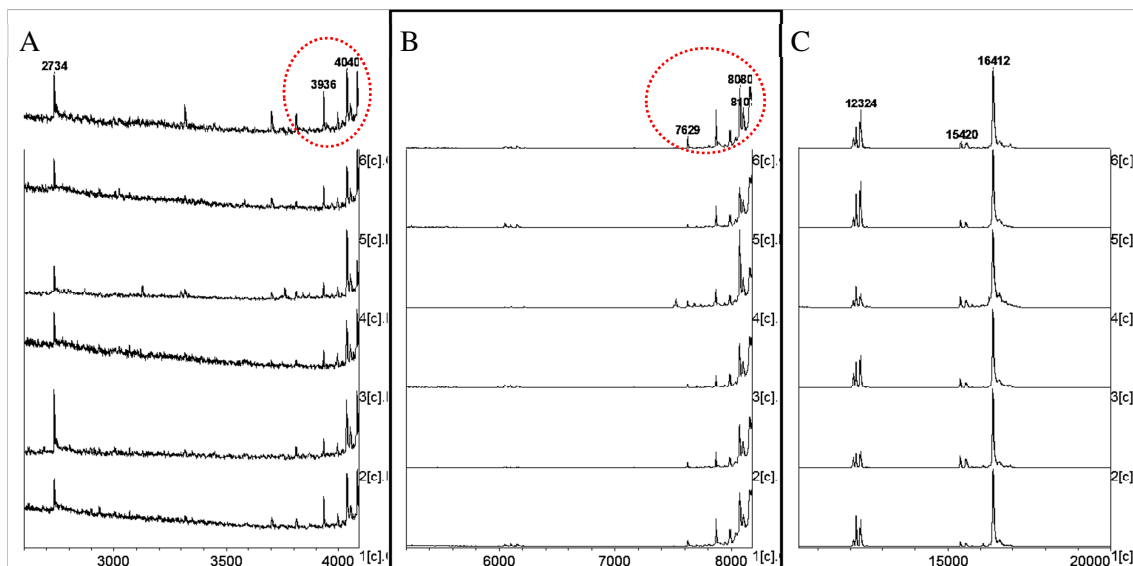 A
2734
3936
4040
6[c].
5[c].
4[c].
3[c].
2[c].
1[c].
3000
3500
4000
B
7629
8080
810
6[c].
5[c].
4[c].
3[c].
2[c].
1[c].
6000
7000
8000
C
12324
15420
16412
6[c]
5[c]
4[c]
3[c]
2[c]
1[c]
15000
20000